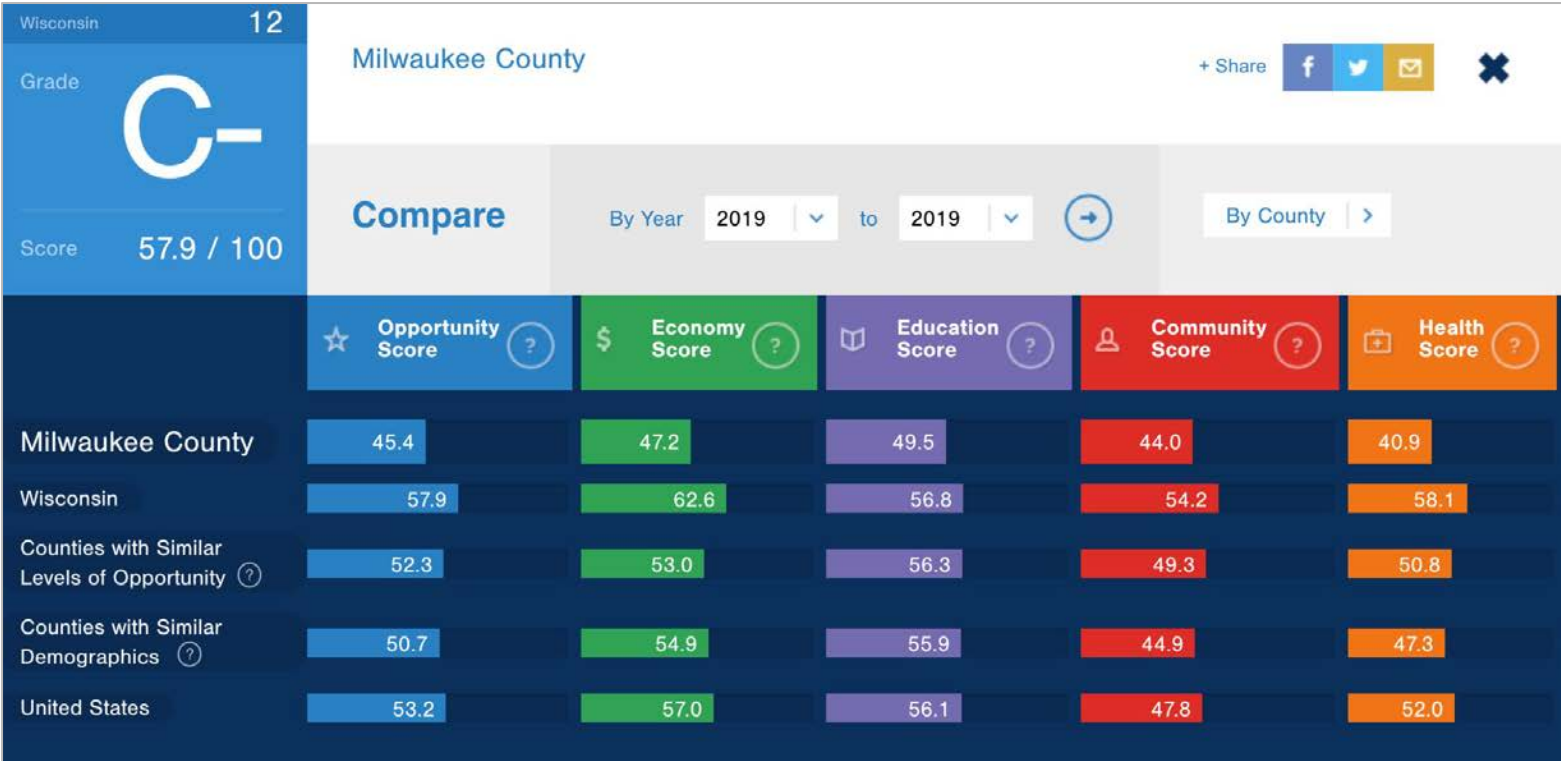 Wisconsin 12
Grade
C-
Score 57.9 / 100
Milwaukee County
+ Share f
Compare
By Year 2019 to 2019
By County
Opportunity Score ?
$ Economy Score ?
Education Score ?
Community Score ?
Health Score ?
Milwaukee County 45.4 47.2 49.5 44.0 40.9
Wisconsin 57.9 62.6 56.8 54.2 58.1
Counties with Similar
Levels of Opportunity ? 52.3 53.0 56.3 49.3 50.8
Counties with Similar
Demographics ? 50.7 54.9 55.9 44.9 47.3
United States 53.2 57.0 56.1 47.8 52.0